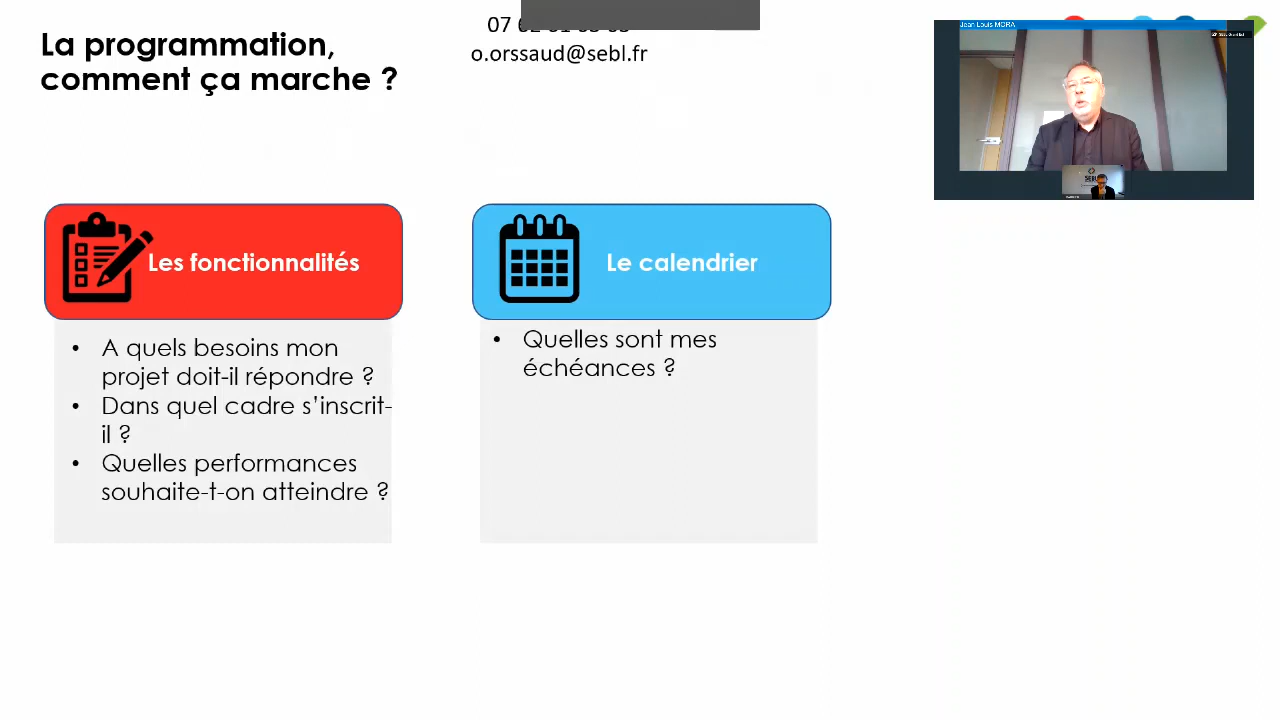 La programmation,
comment ça marche ?
07
o.orssaud@sebl.fr
Jean Louis MORA
Les fonctionnalités
Le calendrier
• A quels besoins mon
projet doit-il répondre ?
• Dans quel cadre s’inscrit-
il ?
• Quelles performances
souhaite-t-on atteindre ?
• Quelles sont mes
échéances ?